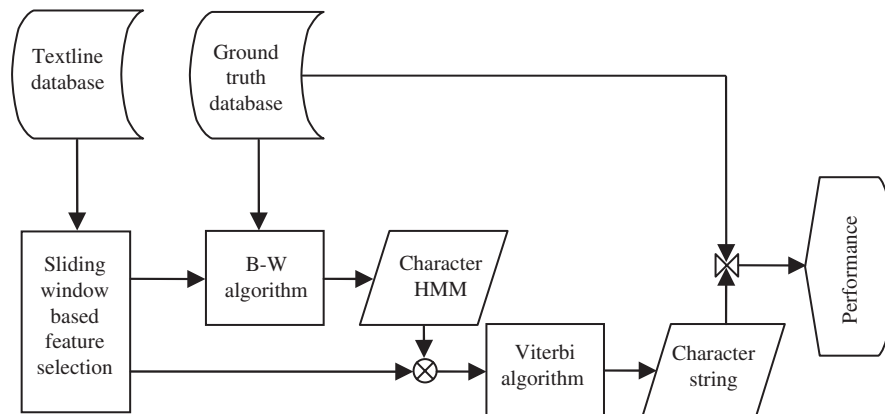 Textline
database
Ground
truth
database
Sliding
window
based
feature
selection
B-W
algorithm
Character
HMM
Viterbi
algorithm
Character
string
Performance